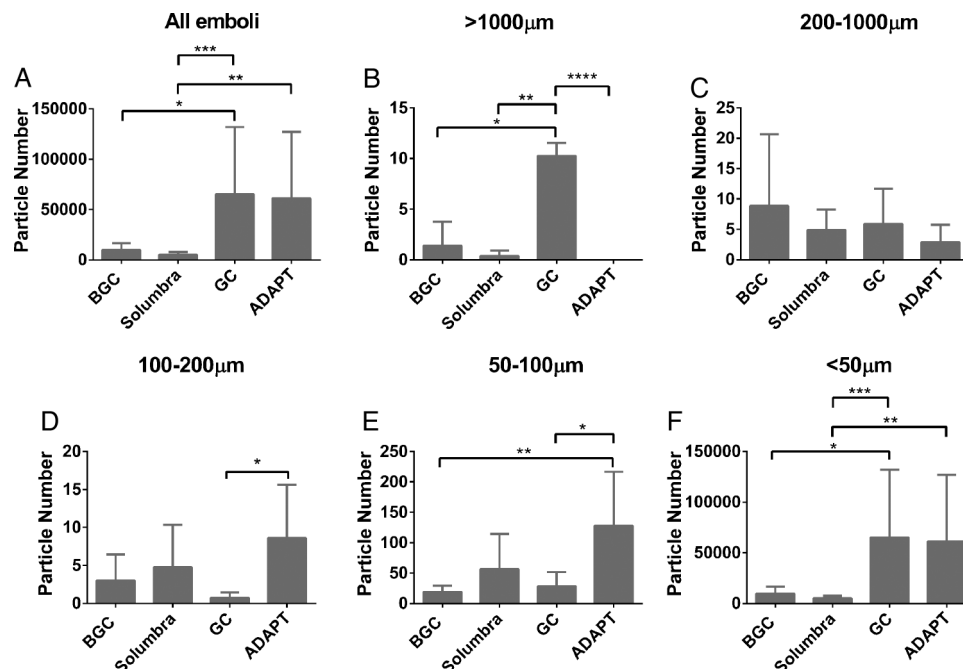 All emboli
>1000μm
200-1000μm
A
***
**
*
Particle Number
150000
100000
50000
0
BGC
Solumbra
GC
ADAPT
B
****
**
*
Particle Number
15
10
5
0
BGC
Solumbra
GC
ADAPT
C
Particle Number
25
20
15
10
5
0
BGC
Solumbra
GC
ADAPT
100-200μm
50-100μm
<50μm
D
*
Particle Number
20
15
10
5
0
BGC
Solumbra
GC
ADAPT
E
*
**
Particle Number
250
200
150
100
50
0
BGC
Solumbra
GC
ADAPT
F
***
**
*
Particle Number
150000
100000
50000
0
BGC
Solumbra
GC
ADAPT